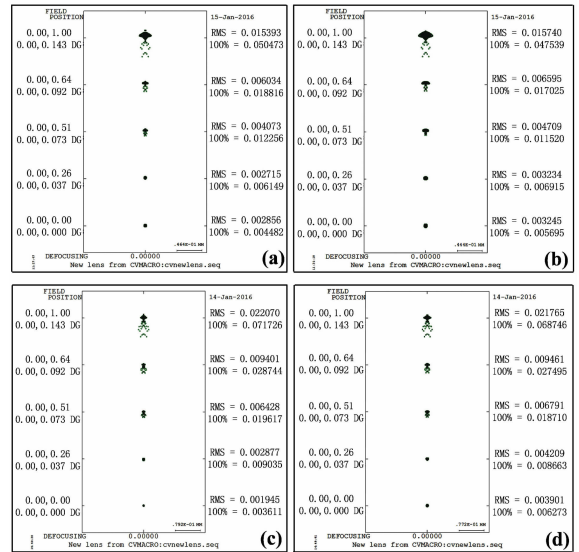 FIELD
POSITION
15-Jan-2016
0.00, 1.00
0.00, 0.143 DG
RMS = 0.015393
100% = 0.050473
0.00, 0.64
0.00, 0.092 DG
RMS = 0.006034
100% = 0.018816
0.00, 0.51
0.00, 0.073 DG
RMS = 0.004073
100% = 0.012256
0.00, 0.26
0.00, 0.037 DG
RMS = 0.002715
100% = 0.006149
0.00, 0.00
0.00, 0.000 DG
RMS = 0.002856
100% = 0.004482
DEFOCUSING
0.00000
New lens from CVMACRO:cvnewlens.seq
(a)
FIELD
POSITION
15-Jan-2016
0.00, 1.00
0.00, 0.143 DG
RMS = 0.015740
100% = 0.047539
0.00, 0.64
0.00, 0.092 DG
RMS = 0.006595
100% = 0.017025
0.00, 0.51
0.00, 0.073 DG
RMS = 0.004709
100% = 0.011520
0.00, 0.26
0.00, 0.037 DG
RMS = 0.003234
100% = 0.006915
0.00, 0.00
0.00, 0.000 DG
RMS = 0.003245
100% = 0.005695
DEFOCUSING
0.00000
New lens from CVMACRO:cvnewlens.seq
(b)
FIELD
POSITION
14-Jan-2016
0.00, 1.00
0.00, 0.143 DG
RMS = 0.022070
100% = 0.071726
0.00, 0.64
0.00, 0.092 DG
RMS = 0.009401
100% = 0.028744
0.00, 0.51
0.00, 0.073 DG
RMS = 0.006428
100% = 0.019617
0.00, 0.26
0.00, 0.037 DG
RMS = 0.002877
100% = 0.009035
0.00, 0.00
0.00, 0.000 DG
RMS = 0.001945
100% = 0.003611
.792E-01 MM
DEFOCUSING
0.00000
New lens from CVMACRO:cvnewlens.seq
(c)
FIELD
POSITION
14-Jan-2016
0.00, 1.00
0.00, 0.143 DG
RMS = 0.021765
100% = 0.068746
0.00, 0.64
0.00, 0.092 DG
RMS = 0.009461
100% = 0.027495
0.00, 0.51
0.00, 0.073 DG
RMS = 0.006791
100% = 0.018710
0.00, 0.26
0.00, 0.037 DG
RMS = 0.004209
100% = 0.008663
0.00, 0.00
0.00, 0.000 DG
RMS = 0.003901
100% = 0.006273
.772E-01 MM
DEFOCUSING
0.00000
New lens from CVMACRO:cvnewlens.seq
(d)